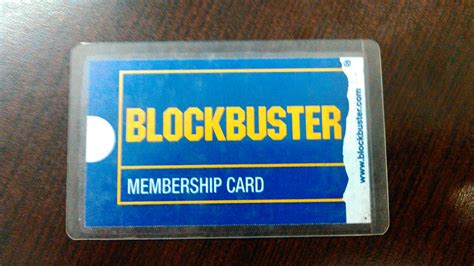 BLOCKBUSTER
®
MEMBERSHIP CARD
www.blockbuster.com